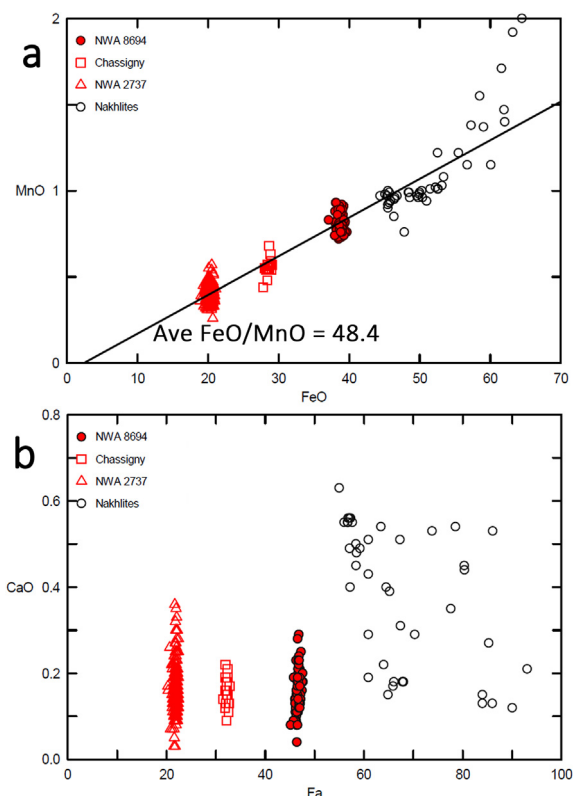 a
NWA 8694
Chassigny
NWA 2737
Nakhlites
2
MnO
1
0
Ave FeO/MnO = 48.4
0 10 20 30 40 50 60 70
FeO
b
NWA 8694
Chassigny
NWA 2737
Nakhlites
0.8
0.6
CaO
0.4
0.2
0.0
0 20 40 60 80 100
Fa